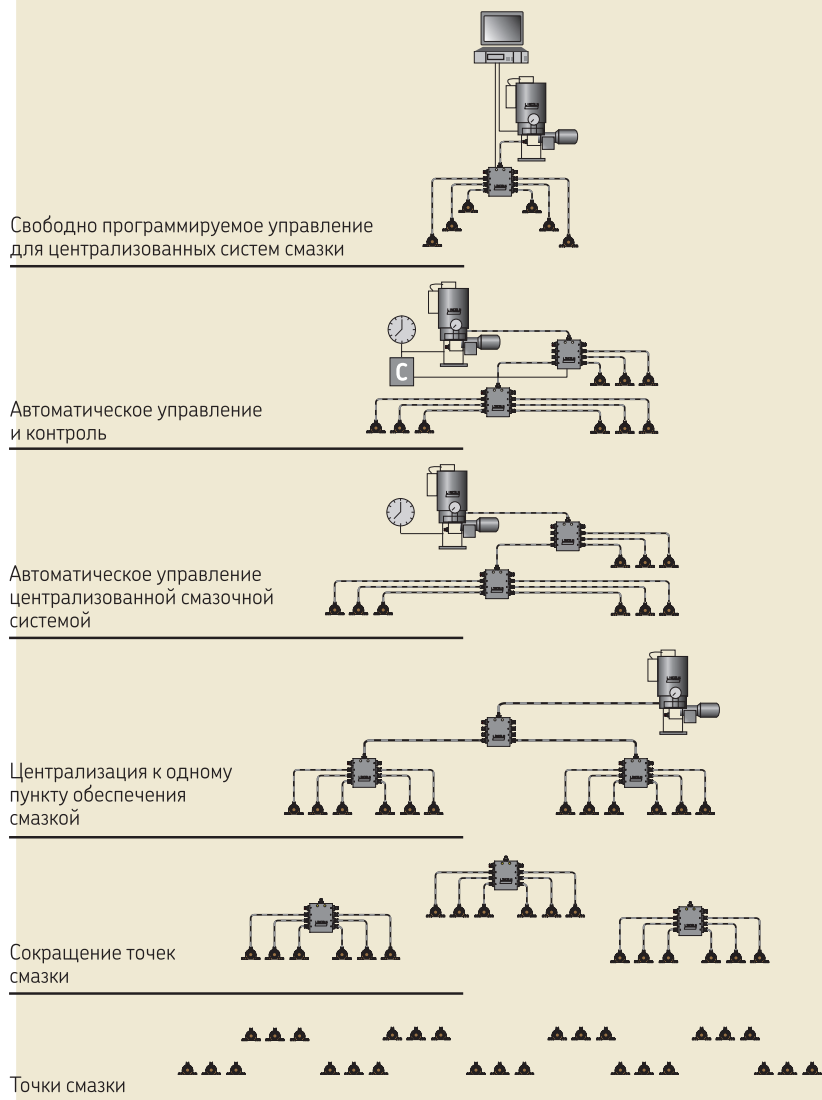 Свободно программируемое управление
для централизованных систем смазки
C
Автоматическое управление
и контроль
Автоматическое управление
централизованной смазочной
системой
Централизация к одному
пункту обеспечения
смазкой
Сокращение точек
смазки
Точки смазки